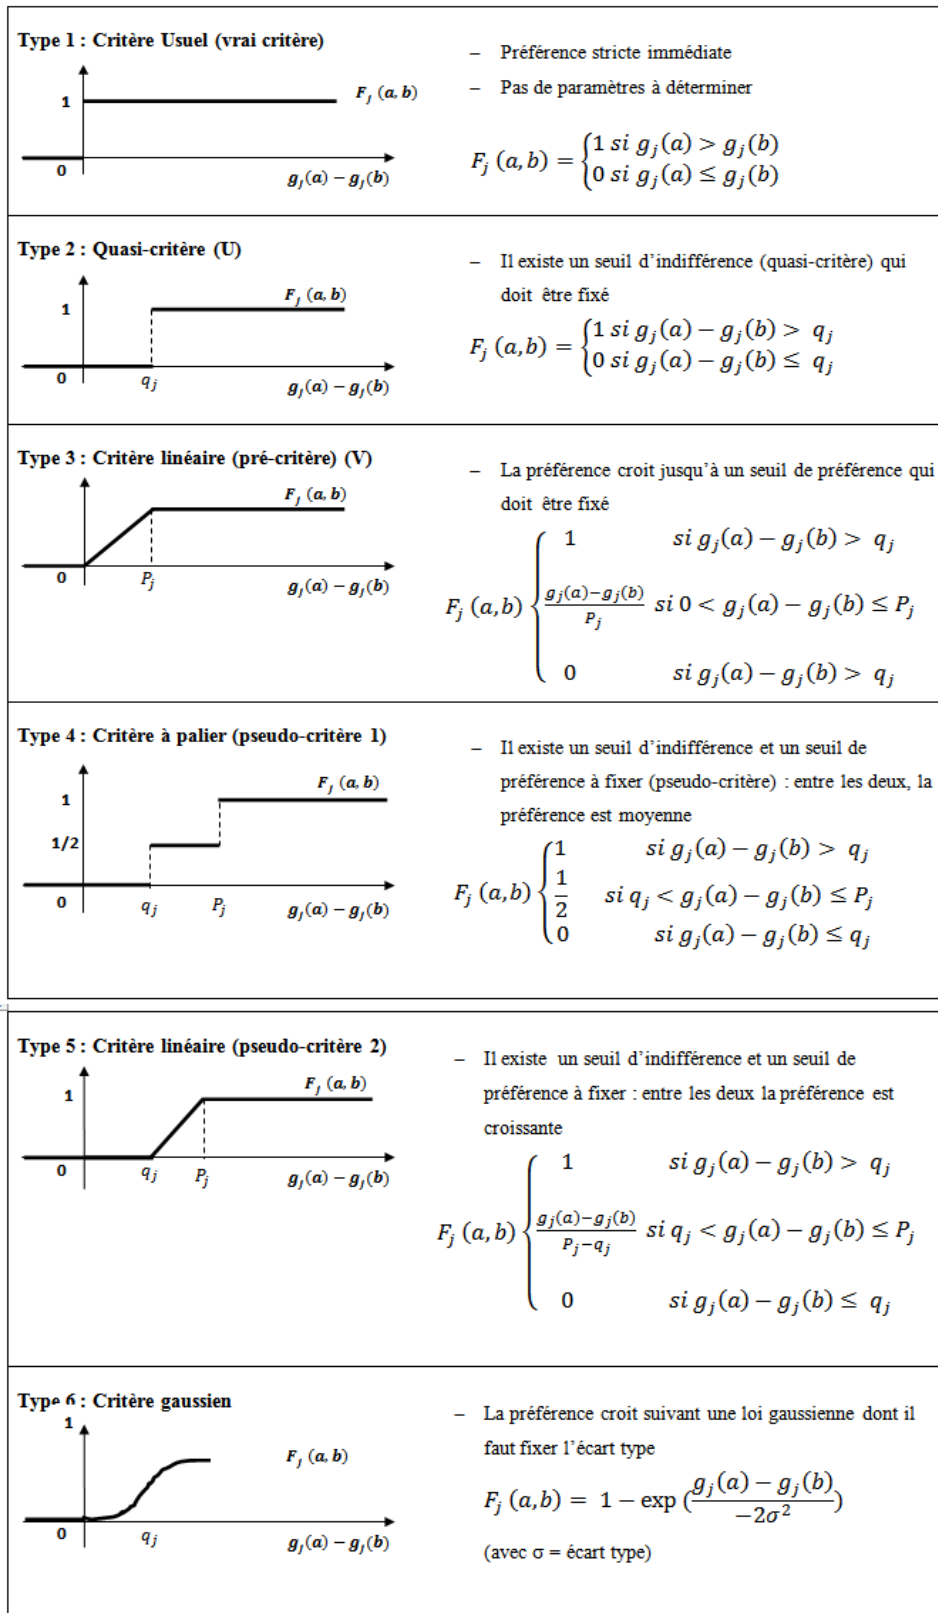 Type 1 : Critère Usuel (vrai critère)
1
F_j (a, b)
0
g_j(a) − g_j(b)
– Préférence stricte immédiate
– Pas de paramètres à déterminer
F_j (a, b) = {1 si g_j(a) > g_j(b)
0 si g_j(a) ≤ g_j(b)
Type 2 : Quasi-critère (U)
1
F_j (a, b)
0
q_j
g_j(a) − g_j(b)
– Il existe un seuil d'indifférence (quasi-critère) qui
doit être fixé
F_j (a, b) = {1 si g_j(a) − g_j(b) > q_j
0 si g_j(a) − g_j(b) ≤ q_j
Type 3 : Critère linéaire (pré-critère) (V)
F_j (a, b)
0
P_j
g_j(a) − g_j(b)
– La préférence croit jusqu'à un seuil de préférence qui
doit être fixé
1 si g_j(a) − g_j(b) > q_j
F_j (a, b) { (g_j(a)−g_j(b))/P_j si 0 < g_j(a) − g_j(b) ≤ P_j
0 si g_j(a) − g_j(b) > q_j
Type 4 : Critère à palier (pseudo-critère 1)
F_j (a, b)
1
1/2
0
q_j
P_j
g_j(a) − g_j(b)
– Il existe un seuil d'indifférence et un seuil de
préférence à fixer (pseudo-critère) : entre les deux, la
préférence est moyenne
1 si g_j(a) − g_j(b) > q_j
F_j (a, b) { 1/2 si q_j < g_j(a) − g_j(b) ≤ P_j
0 si g_j(a) − g_j(b) ≤ q_j
Type 5 : Critère linéaire (pseudo-critère 2)
F_j (a, b)
1
0
q_j
P_j
g_j(a) − g_j(b)
– Il existe un seuil d'indifférence et un seuil de
préférence à fixer : entre les deux la préférence est
croissante
1 si g_j(a) − g_j(b) > q_j
F_j (a, b) { (g_j(a)−g_j(b))/(P_j−q_j) si q_j < g_j(a) − g_j(b) ≤ P_j
0 si g_j(a) − g_j(b) ≤ q_j
Type 6 : Critère gaussien
1
F_j (a, b)
0
q_j
g_j(a) − g_j(b)
– La préférence croit suivant une loi gaussienne dont il
faut fixer l'écart type
F_j (a, b) = 1 − exp ((g_j(a) − g_j(b))/(−2σ²))
(avec σ = écart type)